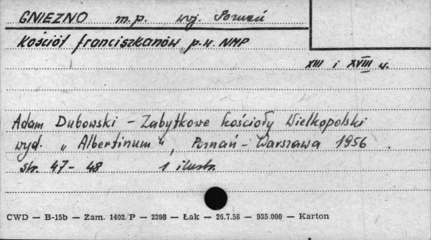 GNIEZNO m.p. woj. Poznań
Kościół franciszkanów p.w. NMP
XIII i XVIII w.
Adam Dubowski - Zabytkowe kościoły Wielkopolski
wyd. „Albertinum", Poznań - Warszawa 1956.
str. 47 - 48 1 ilustr.
CWD — B-15b — Zam. 1402/P — 2398 — Łak — 26.7.56 — 935.000 — Karton